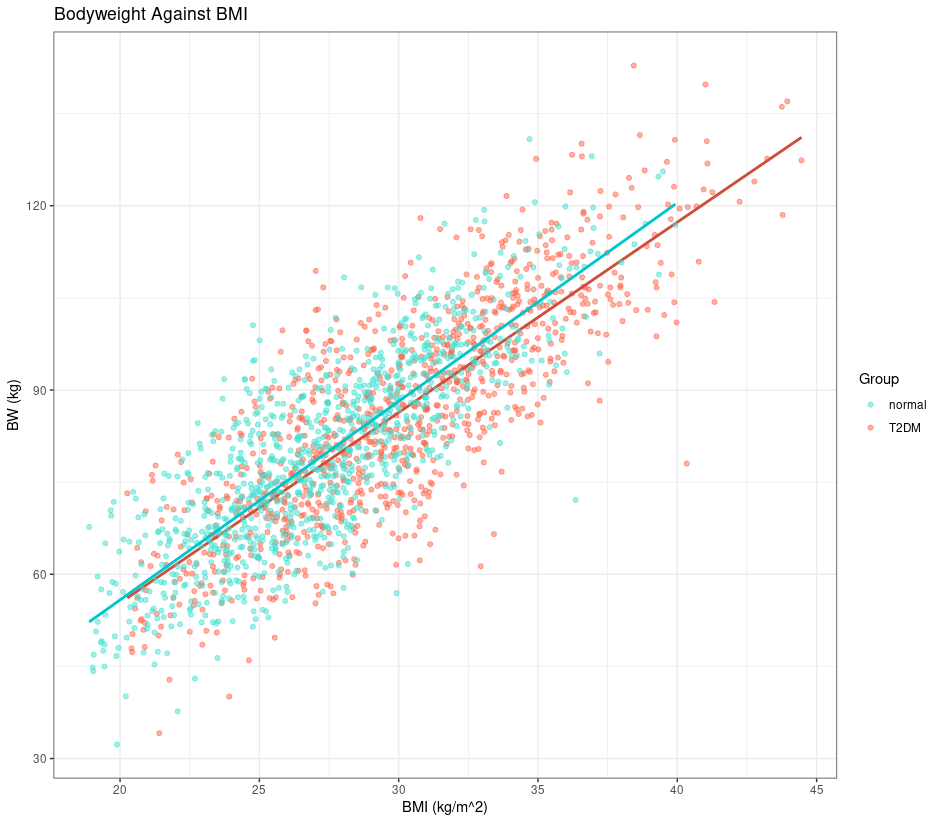 Bodyweight Against BMI
BW (kg)
120
90
60
30
20 25 30 35 40 45
BMI (kg/m^2)
Group
normal
T2DM